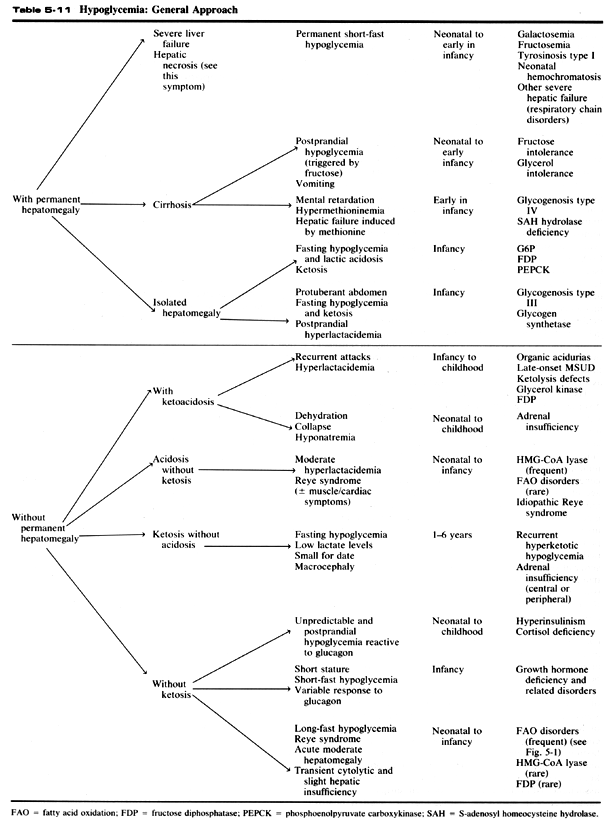 Table 5-11 Hypoglycemia: General Approach
With permanent
hepatomegaly
Severe liver
failure
Hepatic
necrosis (see
this
symptom)
Permanent short-fast
hypoglycemia
Neonatal to
early in
infancy
Galactosemia
Fructosemia
Tyrosinosis type I
Neonatal
hemochromatosis
Other severe
hepatic failure
(respiratory chain
disorders)
Cirrhosis
Postprandial
hypoglycemia
(triggered by
fructose)
Vomiting
Neonatal to
early
infancy
Fructose
intolerance
Glycerol
intolerance
Mental retardation
Hypermethioninemia
Hepatic failure induced
by methionine
Early in
infancy
Glycogenosis type
IV
SAH hydrolase
deficiency
Isolated
hepatomegaly
Fasting hypoglycemia
and lactic acidosis
Ketosis
Infancy
G6P
FDP
PEPCK
Protuberant abdomen
Fasting hypoglycemia
and ketosis
Postprandial
hyperlactacidemia
Infancy
Glycogenosis type
III
Glycogen
synthetase
Without
permanent
hepatomegaly
With
ketoacidosis
Recurrent attacks
Hyperlactacidemia
Infancy to
childhood
Organic acidurias
Late-onset MSUD
Ketolysis defects
Glycerol kinase
FDP
Dehydration
Collapse
Hyponatremia
Neonatal to
childhood
Adrenal
insufficiency
Acidosis
without
ketosis
Moderate
hyperlactacidemia
Reye syndrome
(± muscle/cardiac
symptoms)
Neonatal to
infancy
HMG-CoA lyase
(frequent)
FAO disorders
(rare)
Idiopathic Reye
syndrome
Ketosis without
acidosis
Fasting hypoglycemia
Low lactate levels
Small for date
Macrocephaly
1–6 years
Recurrent
hyperketotic
hypoglycemia
Adrenal
insufficiency
(central or
peripheral)
Without
ketosis
Unpredictable and
postprandial
hypoglycemia reactive
to glucagon
Neonatal to
childhood
Hyperinsulinism
Cortisol deficiency
Short stature
Short-fast hypoglycemia
Variable response to
glucagon
Infancy
Growth hormone
deficiency and
related disorders
Long-fast hypoglycemia
Reye syndrome
Acute moderate
hepatomegaly
Transient cytolytic and
slight hepatic
insufficiency
Neonatal to
infancy
FAO disorders
(frequent) (see
Fig. 5-1)
HMG-CoA lyase
(rare)
FDP (rare)
FAO = fatty acid oxidation; FDP = fructose diphosphatase; PEPCK = phosphoenolpyruvate carboxykinase; SAH = S-adenosyl homocysteine hydrolase.